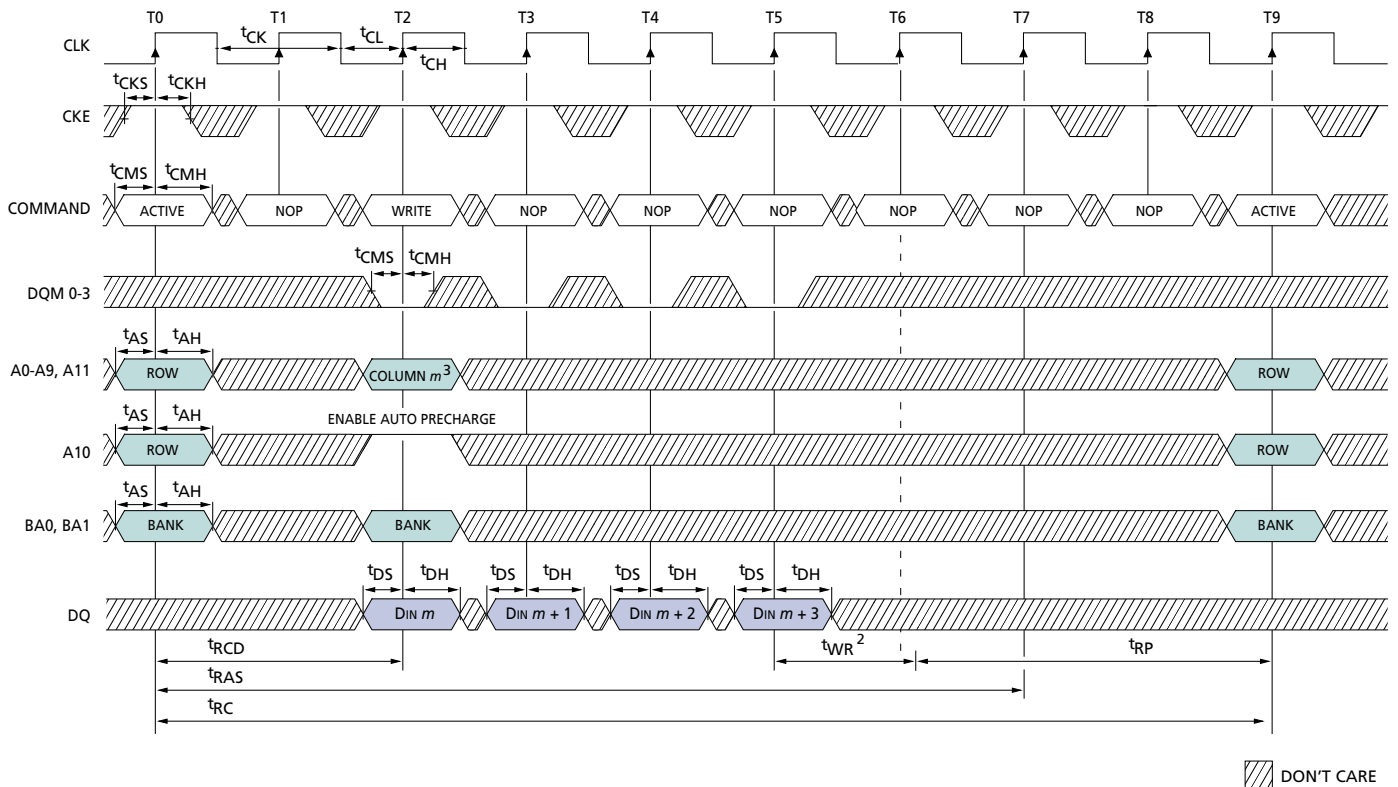 T0 T1 T2 T3 T4 T5 T6 T7 T8 T9
CLK
tCK tCL
tCH
tCKS tCKH
CKE
tCMS tCMH
COMMAND ACTIVE NOP WRITE NOP NOP NOP NOP NOP NOP ACTIVE
tCMS tCMH
DQM 0-3
tAS tAH
A0-A9, A11 ROW COLUMN m3 ROW
ENABLE AUTO PRECHARGE
tAS tAH
A10 ROW ROW
tAS tAH
BA0, BA1 BANK BANK BANK
tDS tDH tDS tDH tDS tDH tDS tDH
DQ DIN m DIN m + 1 DIN m + 2 DIN m + 3
tRCD tWR2 tRP
tRAS
tRC
DON'T CARE